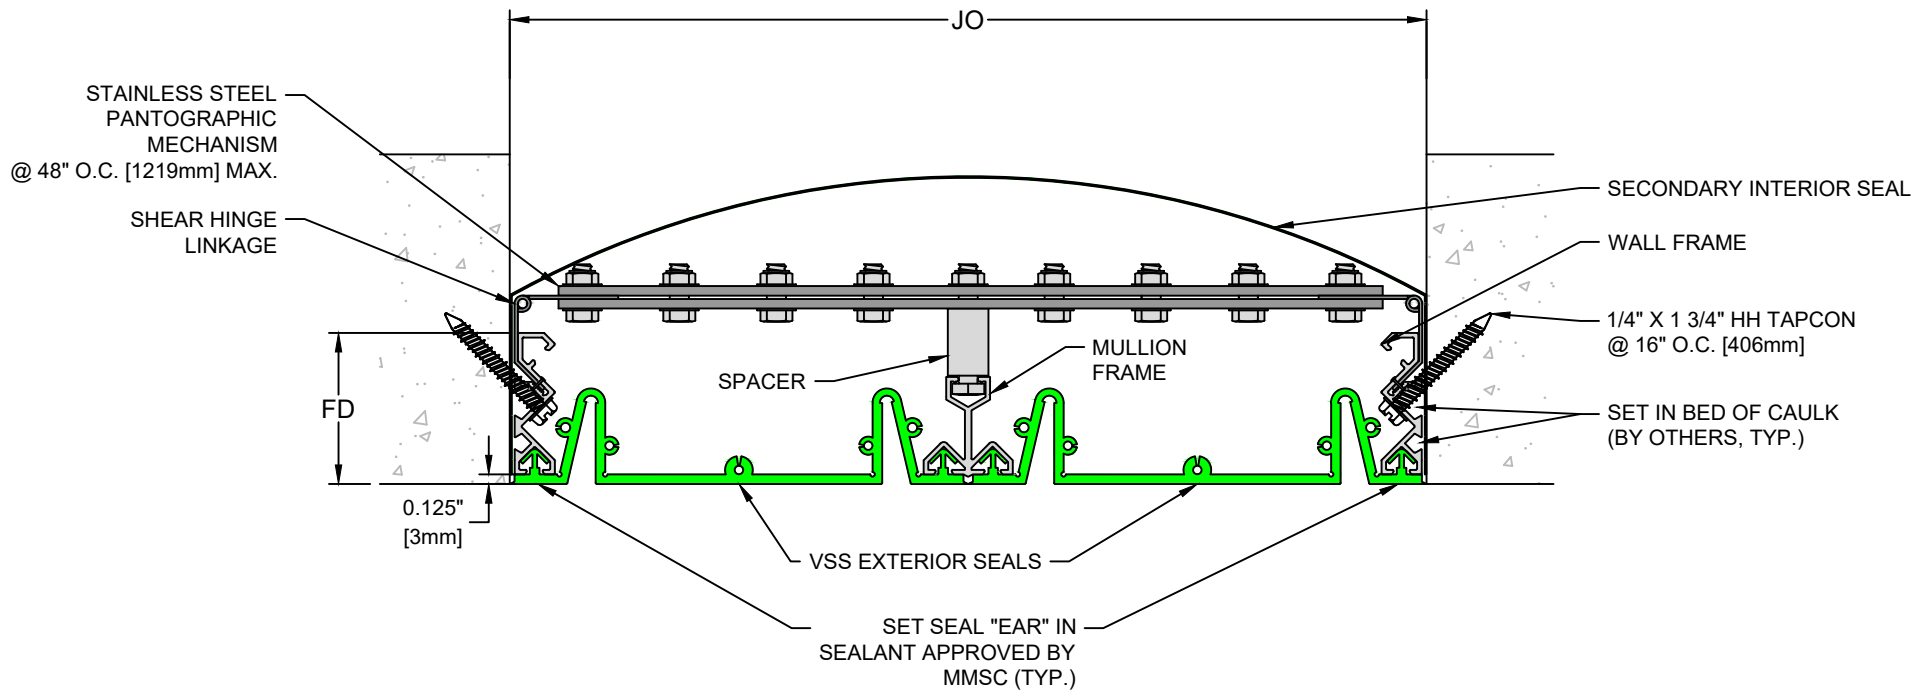 JO
STAINLESS STEEL
PANTOGRAPHIC
MECHANISM
@ 48" O.C. [1219mm] MAX.
SHEAR HINGE
LINKAGE
SECONDARY INTERIOR SEAL
WALL FRAME
1/4" X 1 3/4" HH TAPCON
@ 16" O.C. [406mm]
MULLION
FRAME
SPACER
FD
SET IN BED OF CAULK
(BY OTHERS, TYP.)
0.125"
[3mm]
VSS EXTERIOR SEALS
SET SEAL "EAR" IN
SEALANT APPROVED BY
MMSC (TYP.)